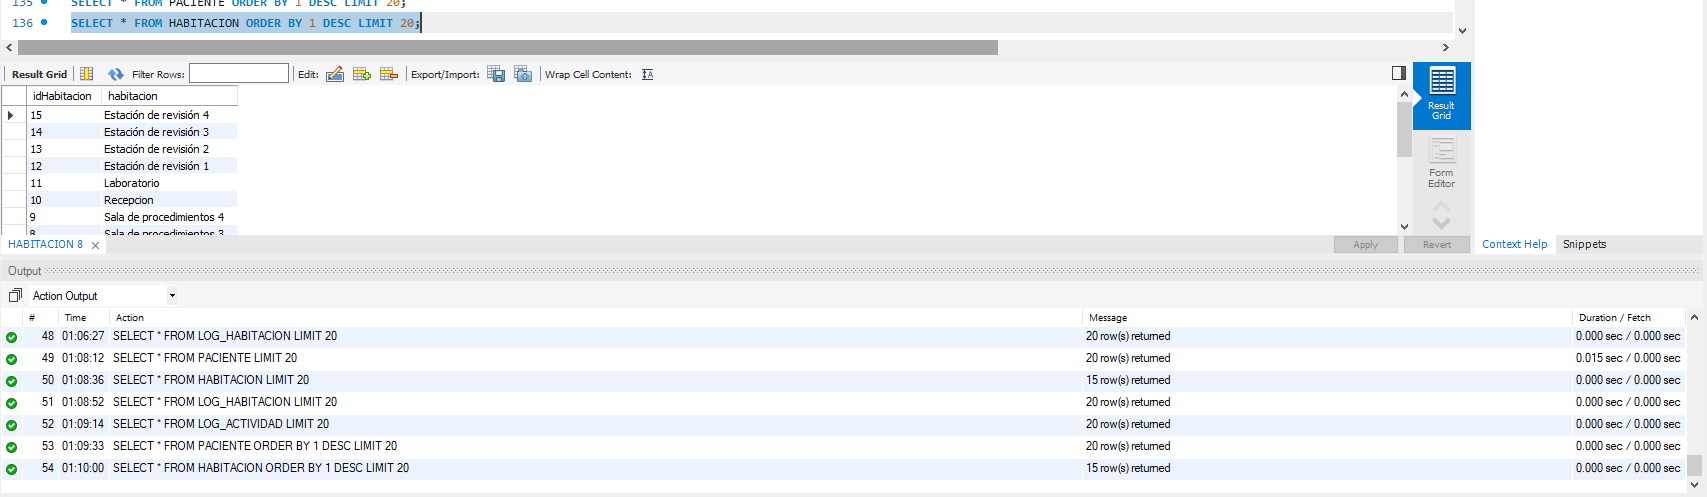 135 SELECT * FROM PACIENTE ORDER BY 1 DESC LIMIT 20;
136 SELECT * FROM HABITACION ORDER BY 1 DESC LIMIT 20;
Result Grid Filter Rows: Edit: Export/Import: Wrap Cell Content:
idHabitacion habitacion
15 Estación de revisión 4
14 Estación de revisión 3
13 Estación de revisión 2
12 Estación de revisión 1
11 Laboratorio
10 Recepcion
9 Sala de procedimientos 4
8 Sala de procedimientos 3
Result
Grid
Form
Editor
HABITACION 8 Apply Revert Context Help Snippets
Output
Action Output
# Time Action Message Duration / Fetch
48 01:06:27 SELECT * FROM LOG_HABITACION LIMIT 20 20 row(s) returned 0.000 sec / 0.000 sec
49 01:08:12 SELECT * FROM PACIENTE LIMIT 20 20 row(s) returned 0.015 sec / 0.000 sec
50 01:08:36 SELECT * FROM HABITACION LIMIT 20 15 row(s) returned 0.000 sec / 0.000 sec
51 01:08:52 SELECT * FROM LOG_HABITACION LIMIT 20 20 row(s) returned 0.000 sec / 0.000 sec
52 01:09:14 SELECT * FROM LOG_ACTIVIDAD LIMIT 20 20 row(s) returned 0.000 sec / 0.000 sec
53 01:09:33 SELECT * FROM PACIENTE ORDER BY 1 DESC LIMIT 20 20 row(s) returned 0.000 sec / 0.000 sec
54 01:10:00 SELECT * FROM HABITACION ORDER BY 1 DESC LIMIT 20 15 row(s) returned 0.000 sec / 0.000 sec